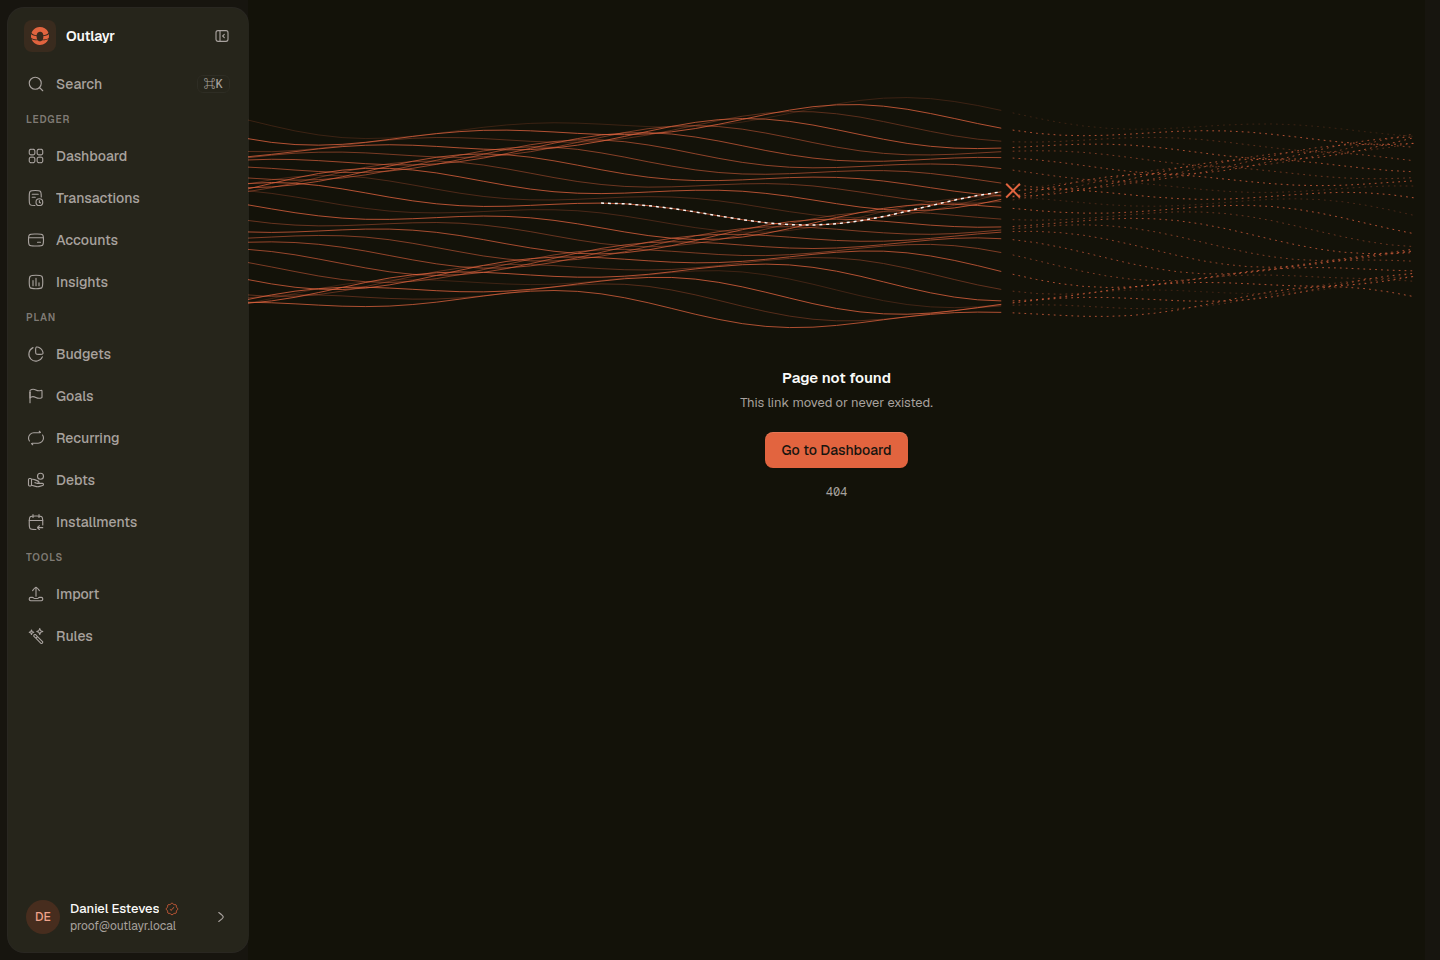 Outlayr
Search ⌘K
LEDGER
Dashboard
Transactions
Accounts
Insights
PLAN
Budgets
Goals
Recurring
Debts
Installments
TOOLS
Import
Rules
DE
Daniel Esteves
proof@outlayr.local
Page not found
This link moved or never existed.
Go to Dashboard
404